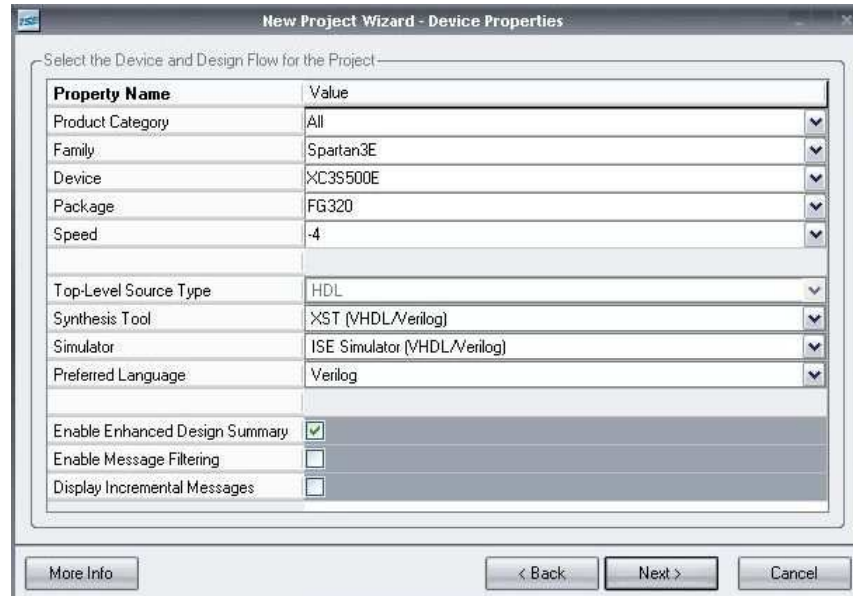 ISE
New Project Wizard - Device Properties
Select the Device and Design Flow for the Project
Property Name Value
Product Category All
Family Spartan3E
Device XC3S500E
Package FG320
Speed -4
Top-Level Source Type HDL
Synthesis Tool XST (VHDL/Verilog)
Simulator ISE Simulator (VHDL/Verilog)
Preferred Language Verilog
Enable Enhanced Design Summary
Enable Message Filtering
Display Incremental Messages
More Info < Back Next > Cancel